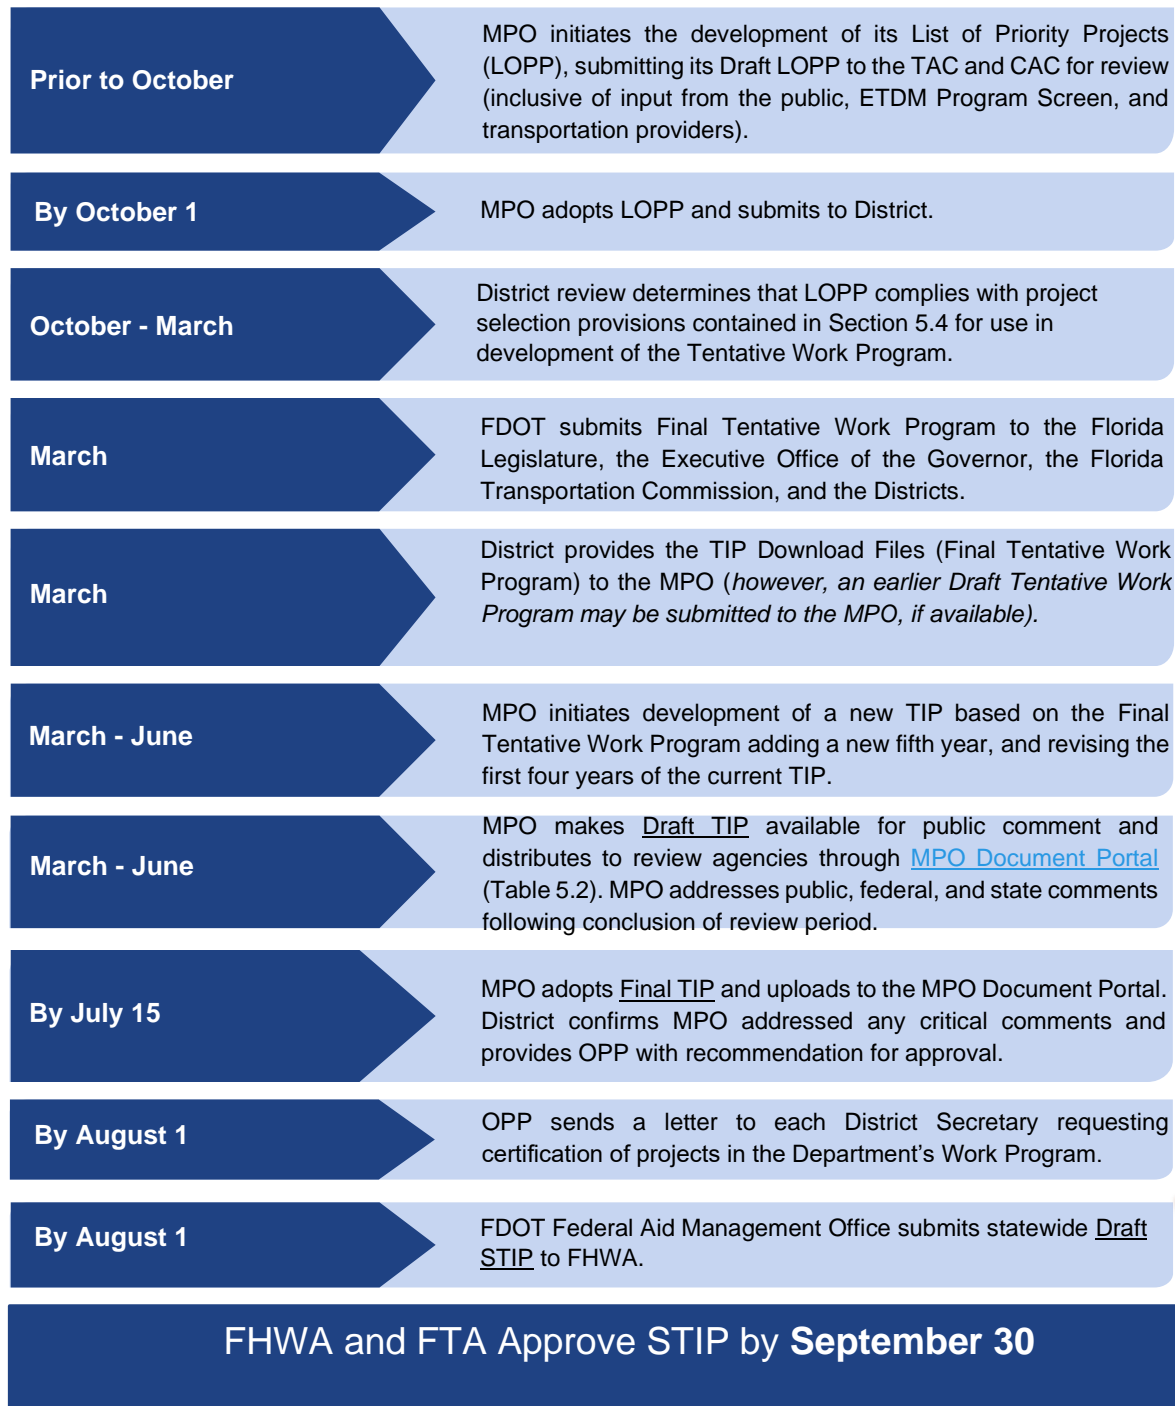 Prior to October
MPO initiates the development of its List of Priority Projects
(LOPP), submitting its Draft LOPP to the TAC and CAC for review
(inclusive of input from the public, ETDM Program Screen, and
transportation providers).
By October 1
MPO adopts LOPP and submits to District.
October - March
District review determines that LOPP complies with project
selection provisions contained in Section 5.4 for use in
development of the Tentative Work Program.
March
FDOT submits Final Tentative Work Program to the Florida
Legislature, the Executive Office of the Governor, the Florida
Transportation Commission, and the Districts.
March
District provides the TIP Download Files (Final Tentative Work
Program) to the MPO (however, an earlier Draft Tentative Work
Program may be submitted to the MPO, if available).
March - June
MPO initiates development of a new TIP based on the Final
Tentative Work Program adding a new fifth year, and revising the
first four years of the current TIP.
March - June
MPO makes Draft TIP available for public comment and
distributes to review agencies through MPO Document Portal
(Table 5.2). MPO addresses public, federal, and state comments
following conclusion of review period.
By July 15
MPO adopts Final TIP and uploads to the MPO Document Portal.
District confirms MPO addressed any critical comments and
provides OPP with recommendation for approval.
By August 1
OPP sends a letter to each District Secretary requesting
certification of projects in the Department's Work Program.
By August 1
FDOT Federal Aid Management Office submits statewide Draft
STIP to FHWA.
FHWA and FTA Approve STIP by September 30